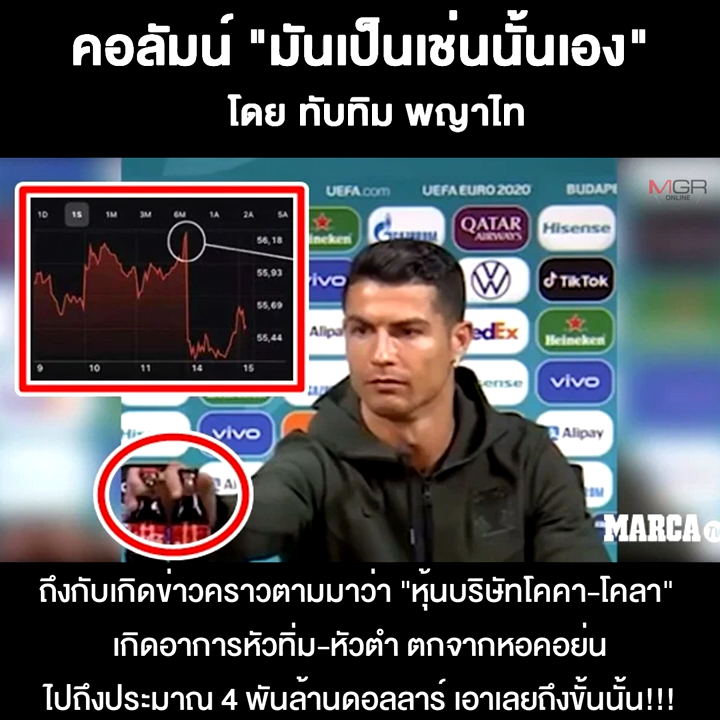 คอลัมน์ "มันเป็นเช่นนั้นเอง"
โดย ทับทิม พญาไท
MGR
ONLINE
UEFA.com UEFA EURO 2020 BUDAPE
1D 1S 1M 3M 6M 1A 2A 5A
56,18
55,93
55,69
55,44
9 10 11 14 15
Heineken GAZPROM QATAR AIRWAYS Hisense
vivo TikTok
Alipay FedEx Heineken
vivo
vivo Alipay
MARCA TV
ถึงกับเกิดข่าวคราวตามมาว่า "หุ้นบริษัทโคคา-โคลา"
เกิดอาการหัวทิ่ม-หัวตำ ตกจากหอคอย่น
ไปถึงประมาณ 4 พันล้านดอลลาร์ เอาเลยถึงขั้นนั้น!!!